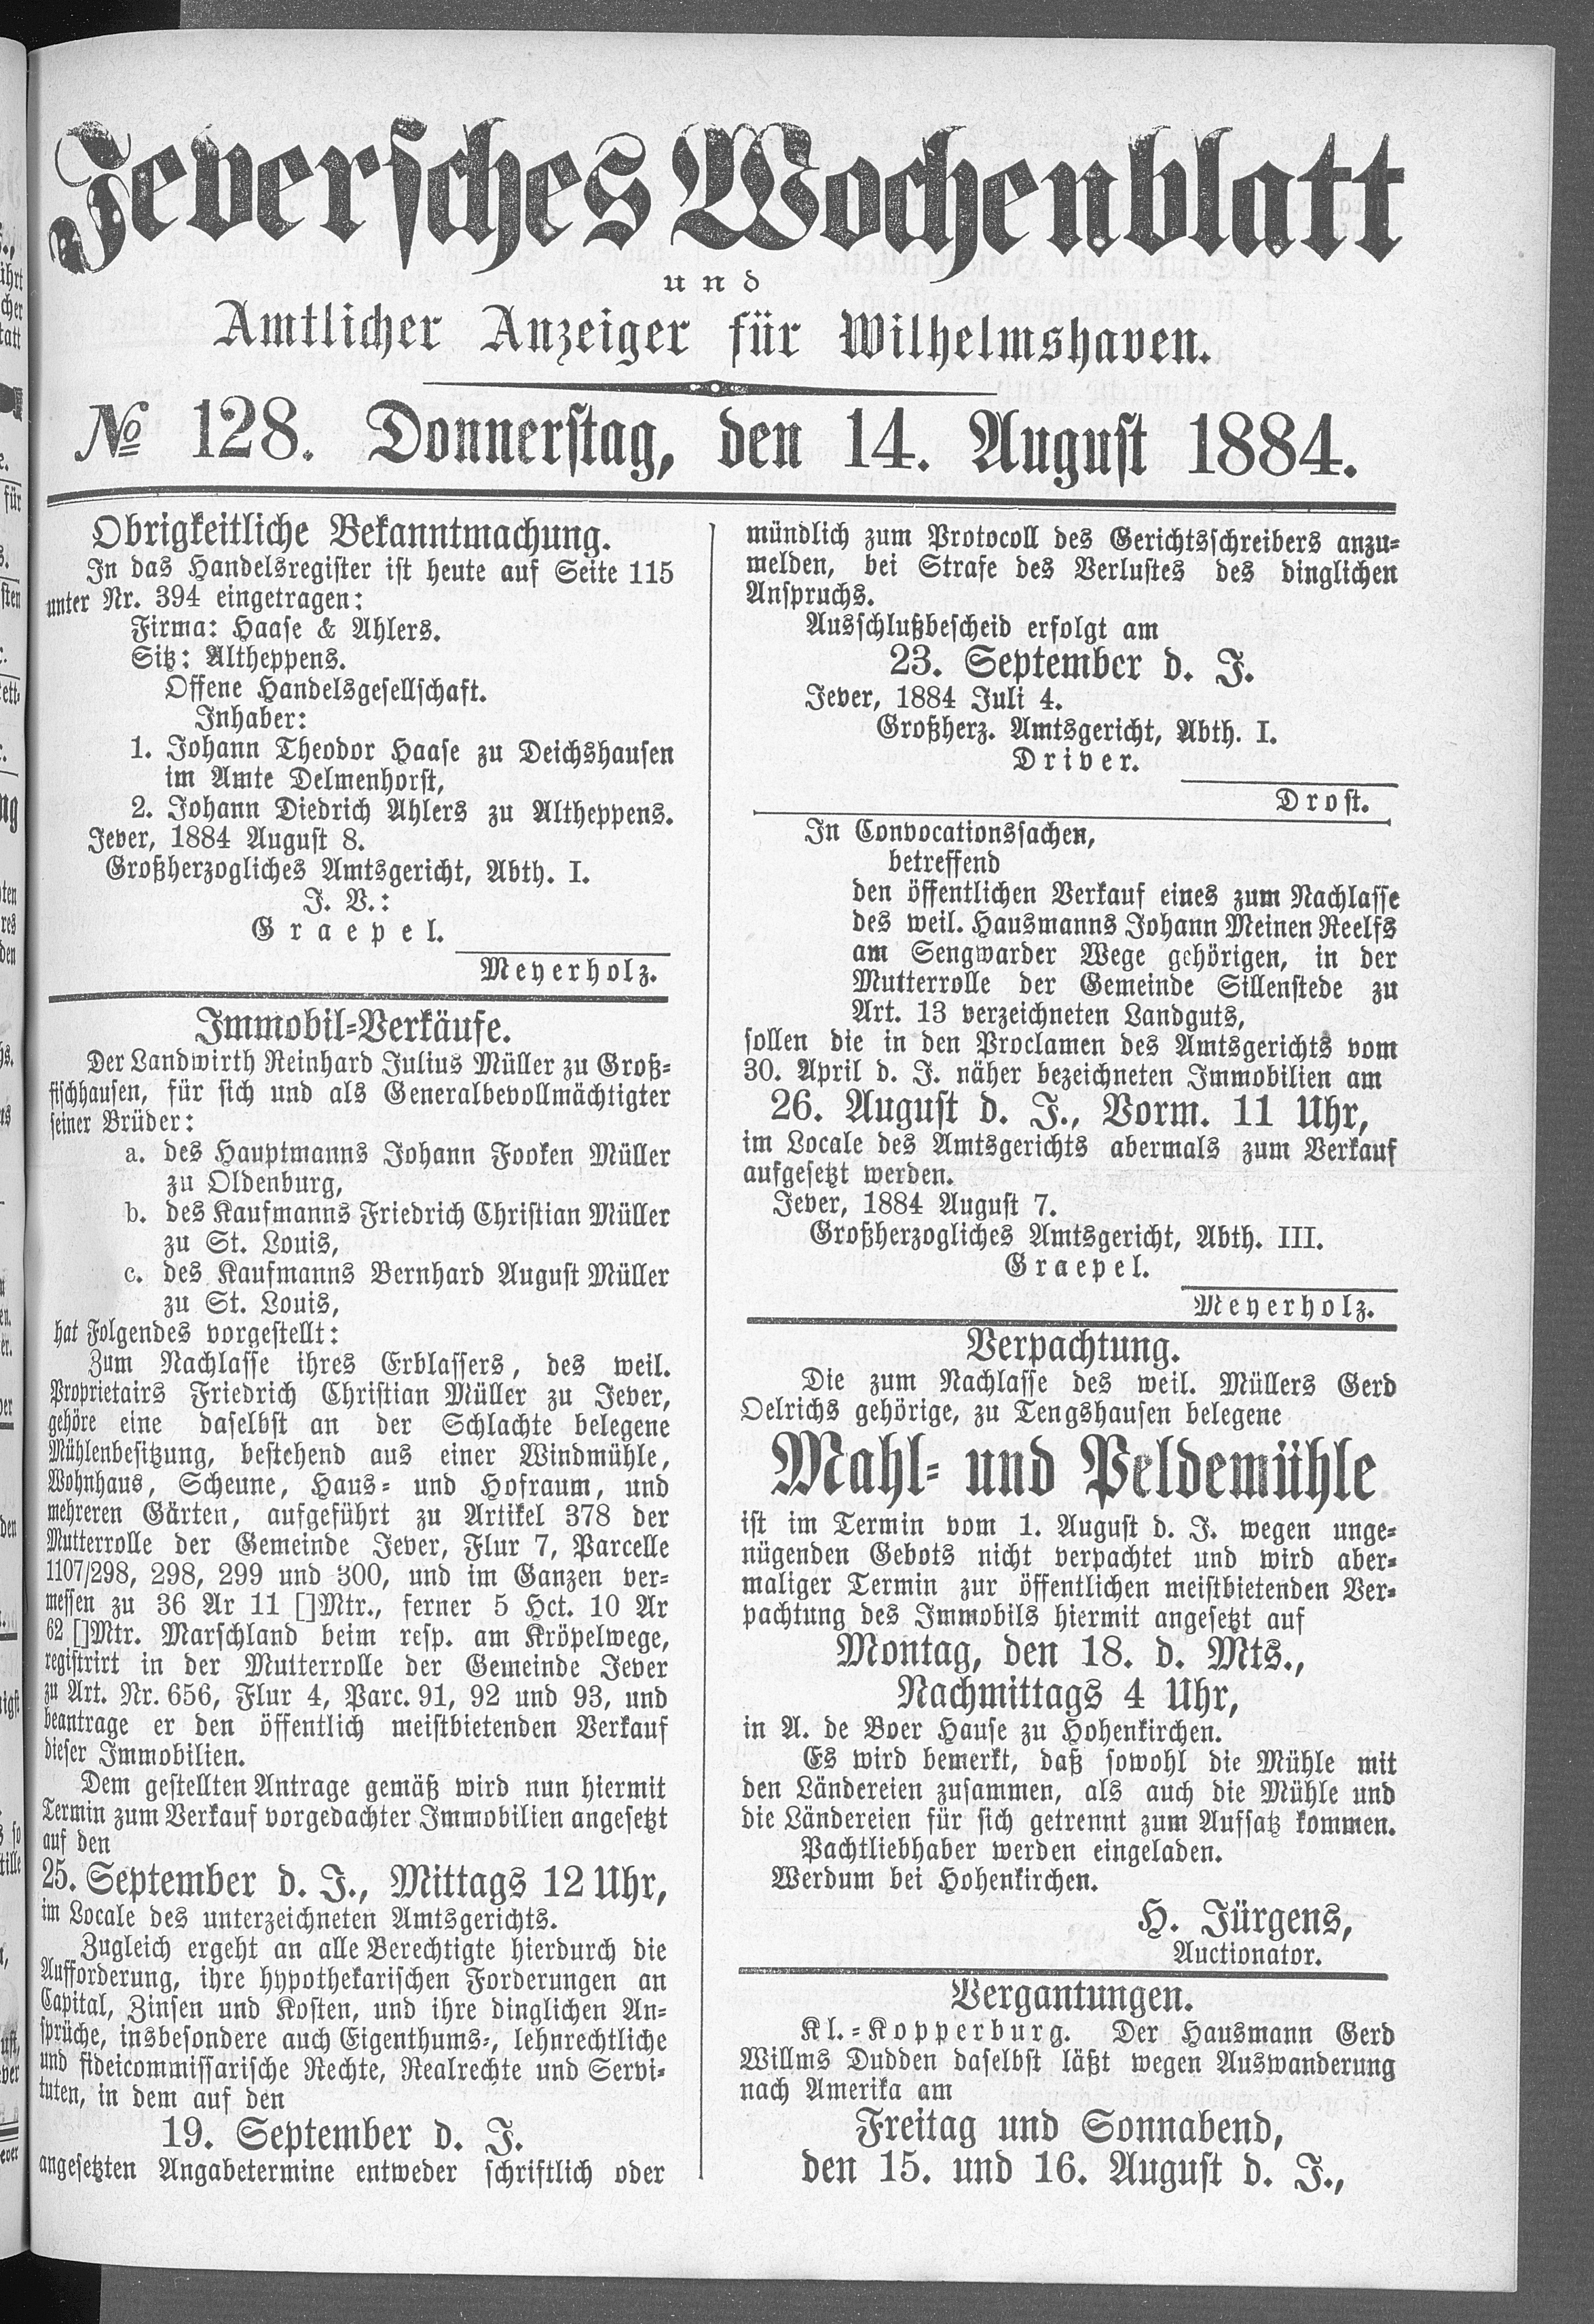 Jeversches Wochenblatt
und
Amtlicher Anzeiger für Wilhelmshaven.
№ 128. Donnerstag, den 14. August 1884.
Obrigkeitliche Bekanntmachung.
In das Handelsregister ist heute auf Seite 115
unter Nr. 394 eingetragen:
Firma: Haase & Ahlers.
Sitz: Altheppens.
Offene Handelsgesellschaft.
Inhaber:
1. Johann Theodor Haase zu Deichshausen
im Amte Delmenhorst,
2. Johann Diedrich Ahlers zu Altheppens.
Jever, 1884 August 8.
Großherzogliches Amtsgericht, Abth. I.
J. V.:
Graepel.
Meyerholz.
Immobil-Verkäufe.
Der Landwirth Reinhard Julius Müller zu Groß-
fischhausen, für sich und als Generalbevollmächtigter
seiner Brüder:
a. des Hauptmanns Johann Fooken Müller
zu Oldenburg,
b. des Kaufmanns Friedrich Christian Müller
zu St. Louis,
c. des Kaufmanns Bernhard August Müller
zu St. Louis,
hat Folgendes vorgestellt:
Zum Nachlasse ihres Erblassers, des weil.
Proprietairs Friedrich Christian Müller zu Jever,
gehöre eine daselbst an der Schlachte belegene
Mühlenbesitzung, bestehend aus einer Windmühle,
Wohnhaus, Scheune, Haus- und Hofraum, und
mehreren Gärten, aufgeführt zu Artikel 378 der
Mutterrolle der Gemeinde Jever, Flur 7, Parcelle
1107/298, 298, 299 und 300, und im Ganzen ver-
messen zu 36 Ar 11 []Mtr., ferner 5 Hct. 10 Ar
62 []Mtr. Marschland beim resp. am Kröpelwege,
registrirt in der Mutterrolle der Gemeinde Jever
zu Art. Nr. 656, Flur 4, Parc. 91, 92 und 93, und
beantrage er den öffentlich meistbietenden Verkauf
dieser Immobilien.
Dem gestellten Antrage gemäß wird nun hiermit
Termin zum Verkauf vorgedachter Immobilien angesetzt
auf den
25. September d. J., Mittags 12 Uhr,
im Locale des unterzeichneten Amtsgerichts.
Zugleich ergeht an alle Berechtigte hierdurch die
Aufforderung, ihre hypothekarischen Forderungen an
Capital, Zinsen und Kosten, und ihre dinglichen An-
sprüche, insbesondere auch Eigenthums-, lehnrechtliche
und fideicommissarische Rechte, Realrechte und Servi-
tuten, in dem auf den
19. September d. J.
angesetzten Angabetermine entweder schriftlich oder
mündlich zum Protocoll des Gerichtsschreibers anzu-
melden, bei Strafe des Verlustes des dinglichen
Anspruchs.
Ausschlußbescheid erfolgt am
23. September d. J.
Jever, 1884 Juli 4.
Großherz. Amtsgericht, Abth. I.
Driver.
Drost.
In Convocationssachen,
betreffend
den öffentlichen Verkauf eines zum Nachlasse
des weil. Hausmanns Johann Meinen Reelfs
am Sengwarder Wege gehörigen, in der
Mutterrolle der Gemeinde Sillenstede zu
Art. 13 verzeichneten Landguts,
sollen die in den Proclamen des Amtsgerichts vom
30. April d. J. näher bezeichneten Immobilien am
26. August d. J., Vorm. 11 Uhr,
im Locale des Amtsgerichts abermals zum Verkauf
aufgesetzt werden.
Jever, 1884 August 7.
Großherzogliches Amtsgericht, Abth. III.
Graepel.
Meyerholz.
Verpachtung.
Die zum Nachlasse des weil. Müllers Gerd
Oelrichs gehörige, zu Tengshausen belegene
Mahl- und Peldemühle
ist im Termin vom 1. August d. J. wegen unge-
nügenden Gebots nicht verpachtet und wird aber-
maliger Termin zur öffentlichen meistbietenden Ver-
pachtung des Immobils hiermit angesetzt auf
Montag, den 18. d. Mts.,
Nachmittags 4 Uhr,
in A. de Boer Hause zu Hohenkirchen.
Es wird bemerkt, daß sowohl die Mühle mit
den Ländereien zusammen, als auch die Mühle und
die Ländereien für sich getrennt zum Aufsatz kommen.
Pachtliebhaber werden eingeladen.
Werdum bei Hohenkirchen.
H. Jürgens,
Auctionator.
Vergantungen.
Kl.-Kopperburg. Der Hausmann Gerd
Willms Dudden daselbst läßt wegen Auswanderung
nach Amerika am
Freitag und Sonnabend,
den 15. und 16. August d. J.,